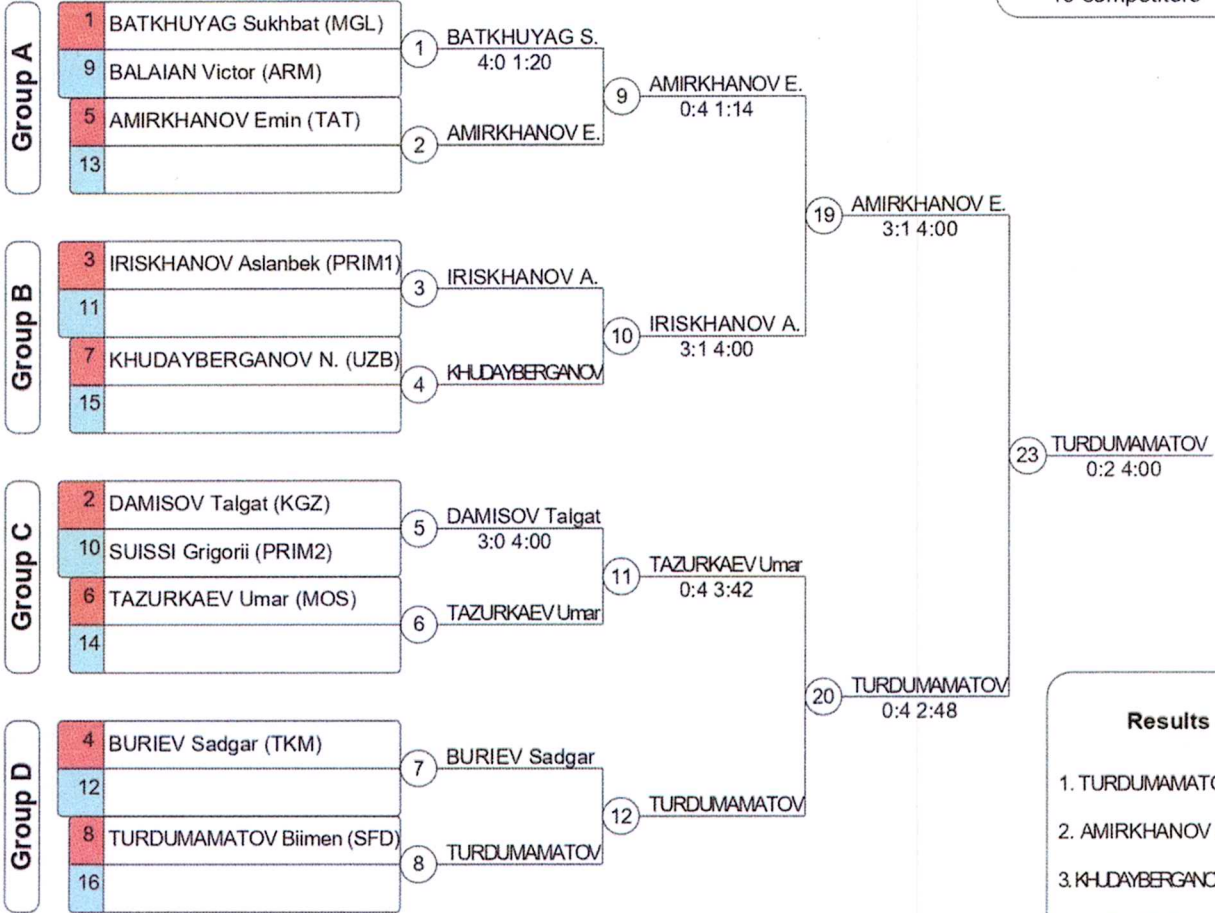 Group A
1 BATKHUYAG Sukhbat (MGL)
9 BALAIAN Victor (ARM)
5 AMIRKHANOV Emin (TAT)
13
1 BATKHUYAG S.
4:0 1:20
2 AMIRKHANOV E.
9 AMIRKHANOV E.
0:4 1:14
Group B
3 IRISKHANOV Aslanbek (PRIM1)
11
7 KHUDAYBERGANOV N. (UZB)
15
3 IRISKHANOV A.
4 KHUDAYBERGANOV
10 IRISKHANOV A.
3:1 4:00
19 AMIRKHANOV E.
3:1 4:00
Group C
2 DAMISOV Talgat (KGZ)
10 SUISSI Grigorii (PRIM2)
6 TAZURKAEV Umar (MOS)
14
5 DAMISOV Talgat
3:0 4:00
6 TAZURKAEV Umar
11 TAZURKAEV Umar
0:4 3:42
Group D
4 BURIEV Sadgar (TKM)
12
8 TURDUMAMATOV Biimen (SFD)
16
7 BURIEV Sadgar
8 TURDUMAMATOV
12 TURDUMAMATOV
20 TURDUMAMATOV
0:4 2:48
23 TURDUMAMATOV
0:2 4:00
Results
1. TURDUMAMATO
2. AMIRKHANOV
3. KHUDAYBERGANO